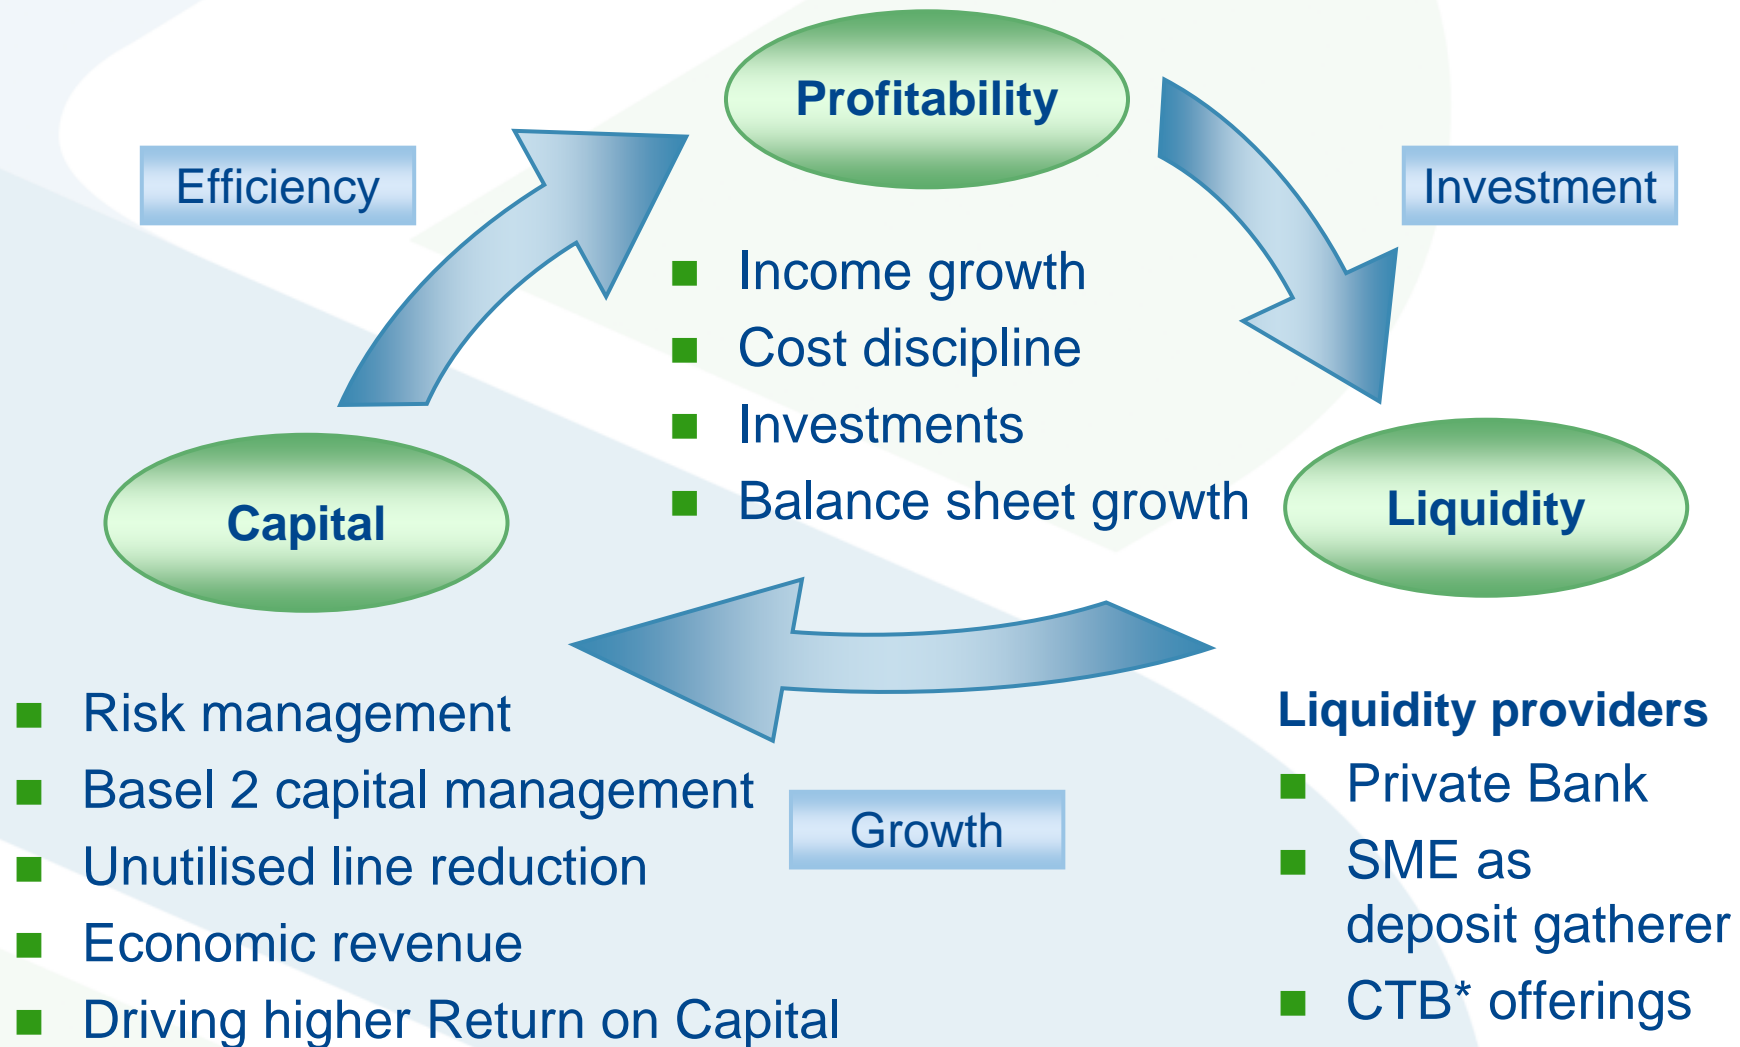 Profitability
Efficiency
Investment
Income growth
Cost discipline
Investments
Balance sheet growth
Capital
Liquidity
Risk management
Basel 2 capital management
Unutilised line reduction
Economic revenue
Driving higher Return on Capital
Growth
Liquidity providers
Private Bank
SME as
deposit gatherer
CTB* offerings